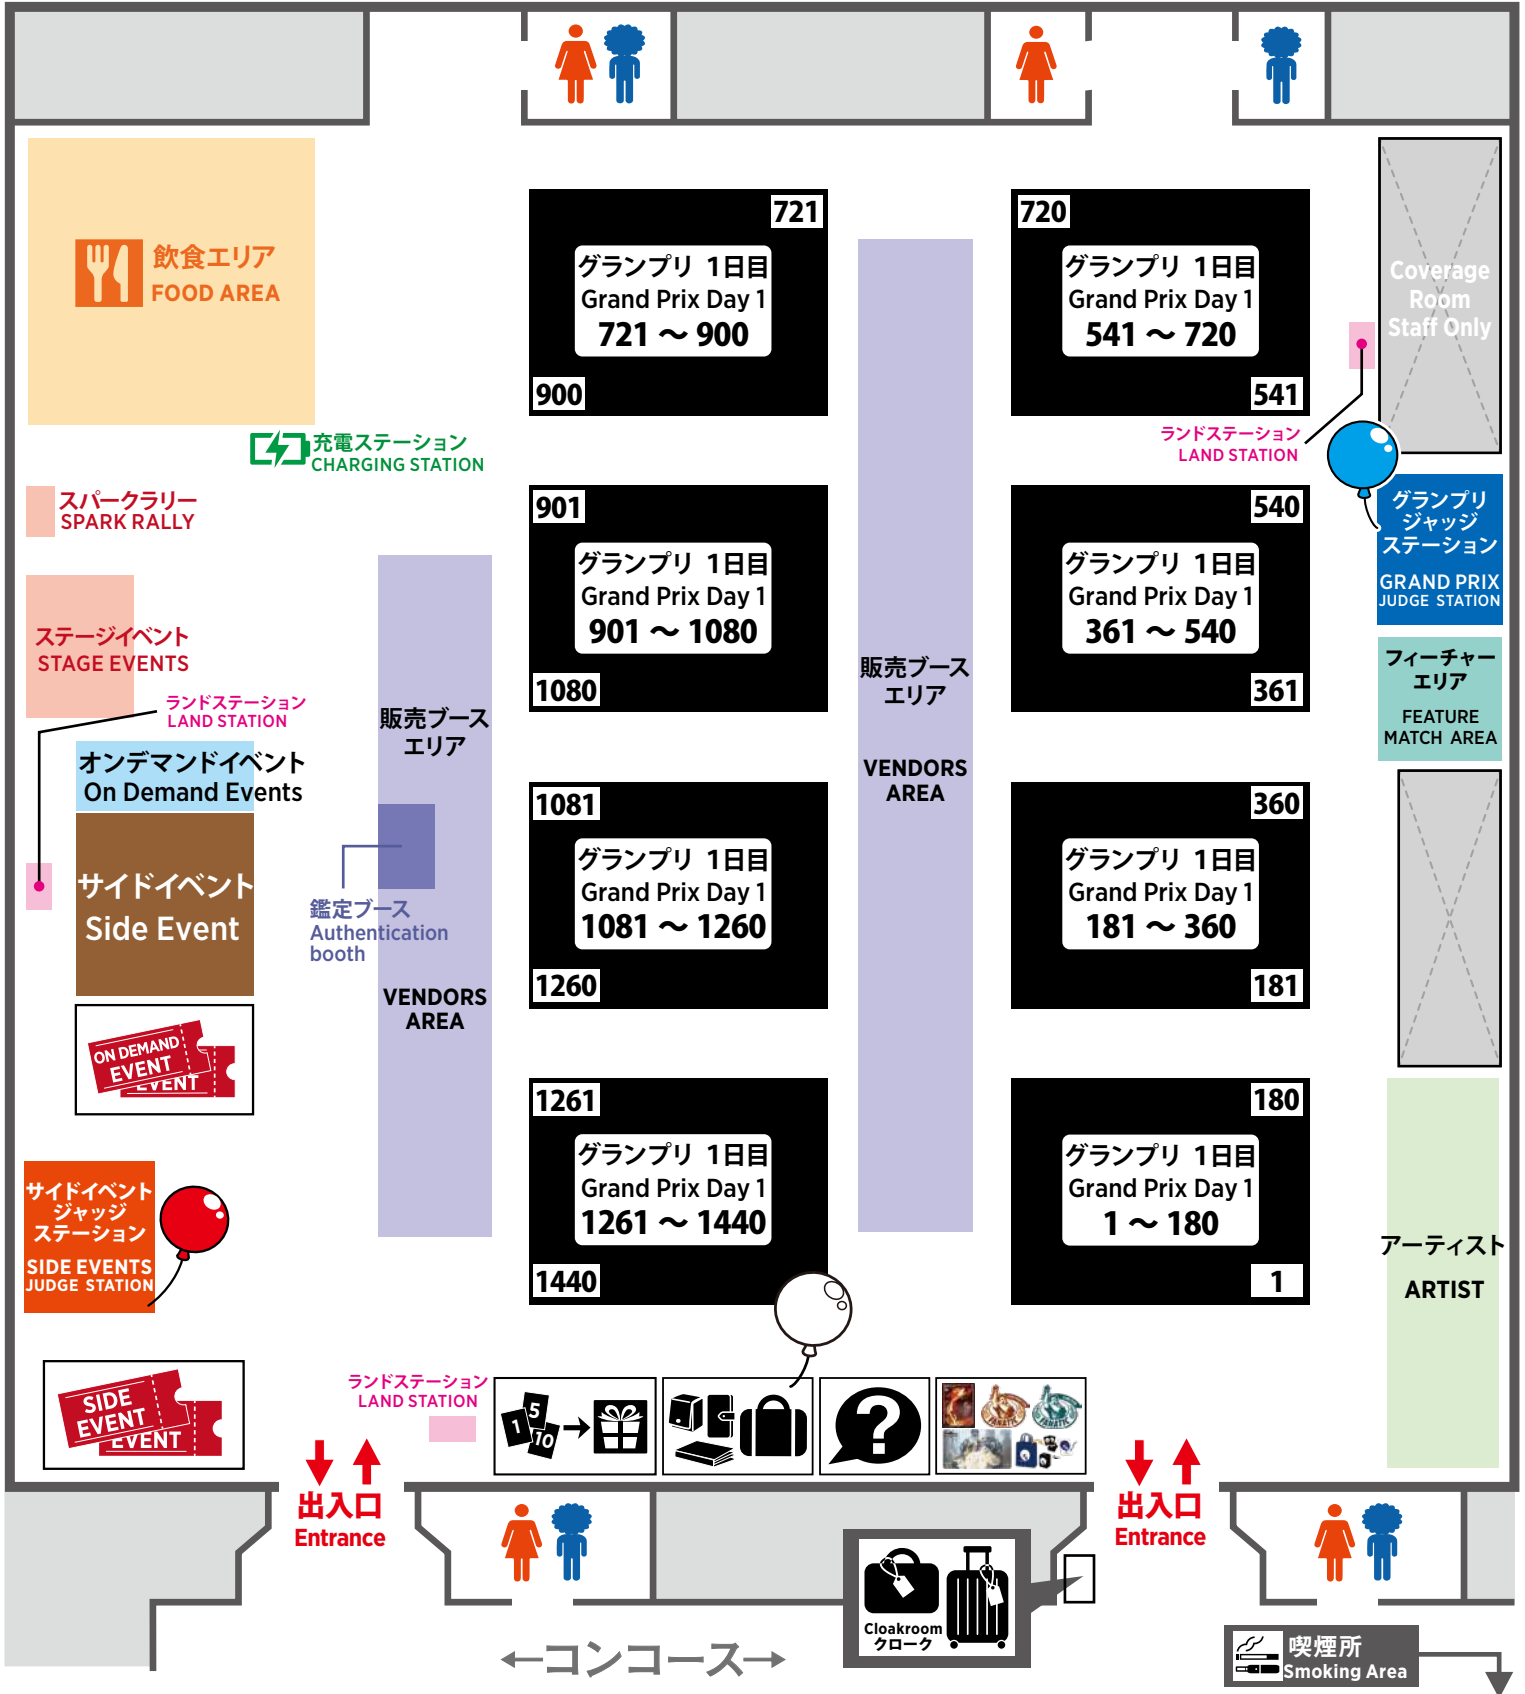 飲食エリア
FOOD AREA
721
グランプリ 1日目
Grand Prix Day 1
721 ～ 900
900
720
グランプリ 1日目
Grand Prix Day 1
541 ～ 720
541
Coverage
Room
Staff Only
ランドステーション
LAND STATION
充電ステーション
CHARGING STATION
スパークラリー
SPARK RALLY
901
グランプリ 1日目
Grand Prix Day 1
901 ～ 1080
1080
540
グランプリ 1日目
Grand Prix Day 1
361 ～ 540
361
グランプリ
ジャッジ
ステーション
GRAND PRIX
JUDGE STATION
ステージイベント
STAGE EVENTS
ランドステーション
LAND STATION
販売ブース
エリア
VENDORS
AREA
販売ブース
エリア
VENDORS
AREA
フィーチャー
エリア
FEATURE
MATCH AREA
オンデマンドイベント
On Demand Events
サイドイベント
Side Event
鑑定ブース
Authentication
booth
1081
グランプリ 1日目
Grand Prix Day 1
1081 ～ 1260
1260
360
グランプリ 1日目
Grand Prix Day 1
181 ～ 360
181
ON DEMAND
EVENT
EVENT
1261
グランプリ 1日目
Grand Prix Day 1
1261 ～ 1440
1440
180
グランプリ 1日目
Grand Prix Day 1
1 ～ 180
1
サイドイベント
ジャッジ
ステーション
SIDE EVENTS
JUDGE STATION
アーティスト
ARTIST
SIDE
EVENT
EVENT
ランドステーション
LAND STATION
1
5
10
?
FANATIC
FANATIC
出入口
Entrance
出入口
Entrance
Cloakroom
クローク
←コンコース→
喫煙所
Smoking Area